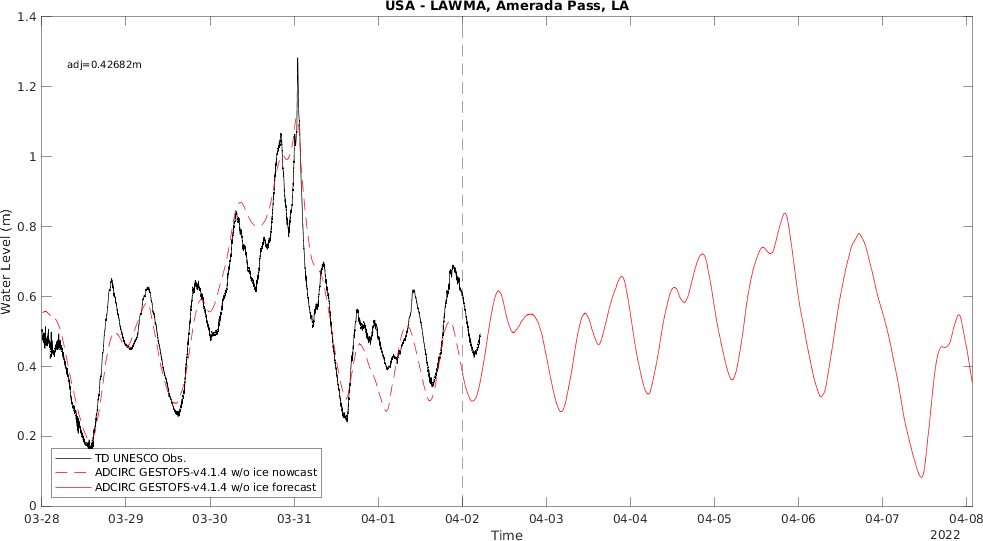 USA - LAWMA, Amerada Pass, LA
1.4
adj=0.42682m
1.2
1
0.8
Water Level (m)
0.6
0.4
0.2
TD UNESCO Obs.
ADCIRC GESTOFS-v4.1.4 w/o ice nowcast
ADCIRC GESTOFS-v4.1.4 w/o ice forecast
0
03-28 03-29 03-30 03-31 04-01 04-02 04-03 04-04 04-05 04-06 04-07 04-08
Time
2022